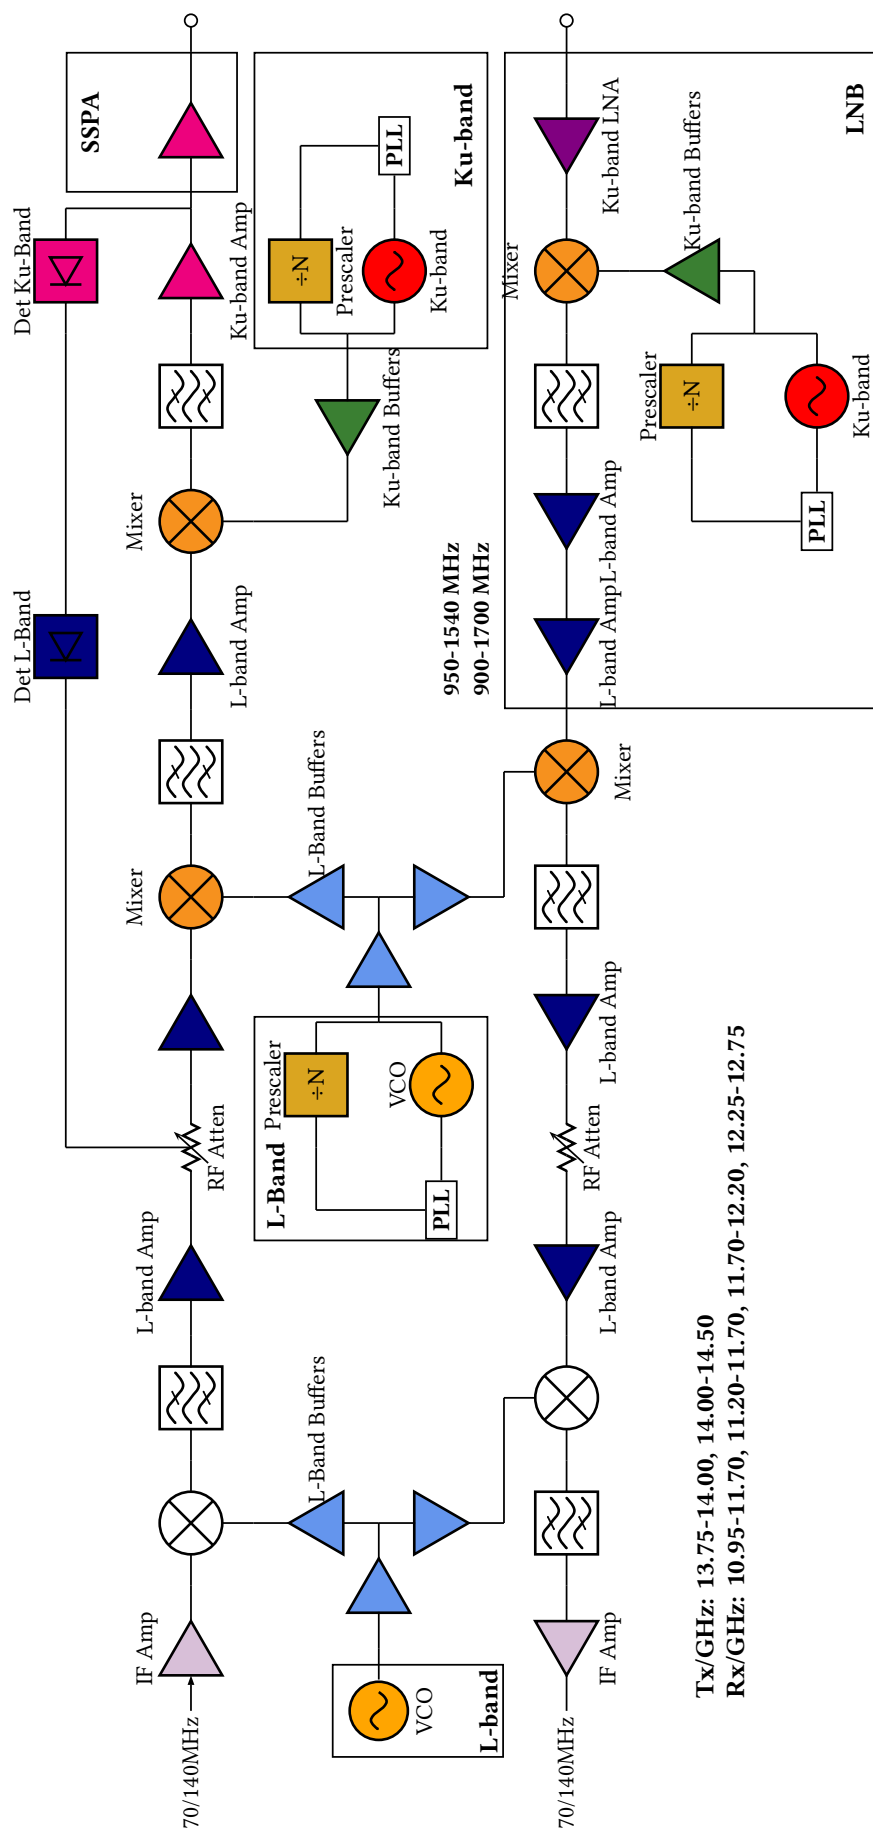 Det L-Band
Det Ku-Band
SSPA
IF Amp
L-band Amp
Mixer
Mixer
70/140MHz
RF Atten
L-band Amp
Ku-band Amp
L-Band
Prescaler
÷N
÷N
L-Band Buffers
L-Band Buffers
Prescaler
VCO
Ku-band Buffers
PLL
VCO
PLL
Ku-band
Ku-band
950-1540 MHz
900-1700 MHz
L-band
Mixer
70/140MHz
IF Amp
L-band Amp
RF Atten
L-band Amp
Mixer
L-band Amp
L-band Amp
Ku-band LNA
Prescaler
÷N
Ku-band Buffers
Tx/GHz: 13.75-14.00, 14.00-14.50
Rx/GHz: 10.95-11.70, 11.20-11.70, 11.70-12.20, 12.25-12.75
PLL
Ku-band
LNB